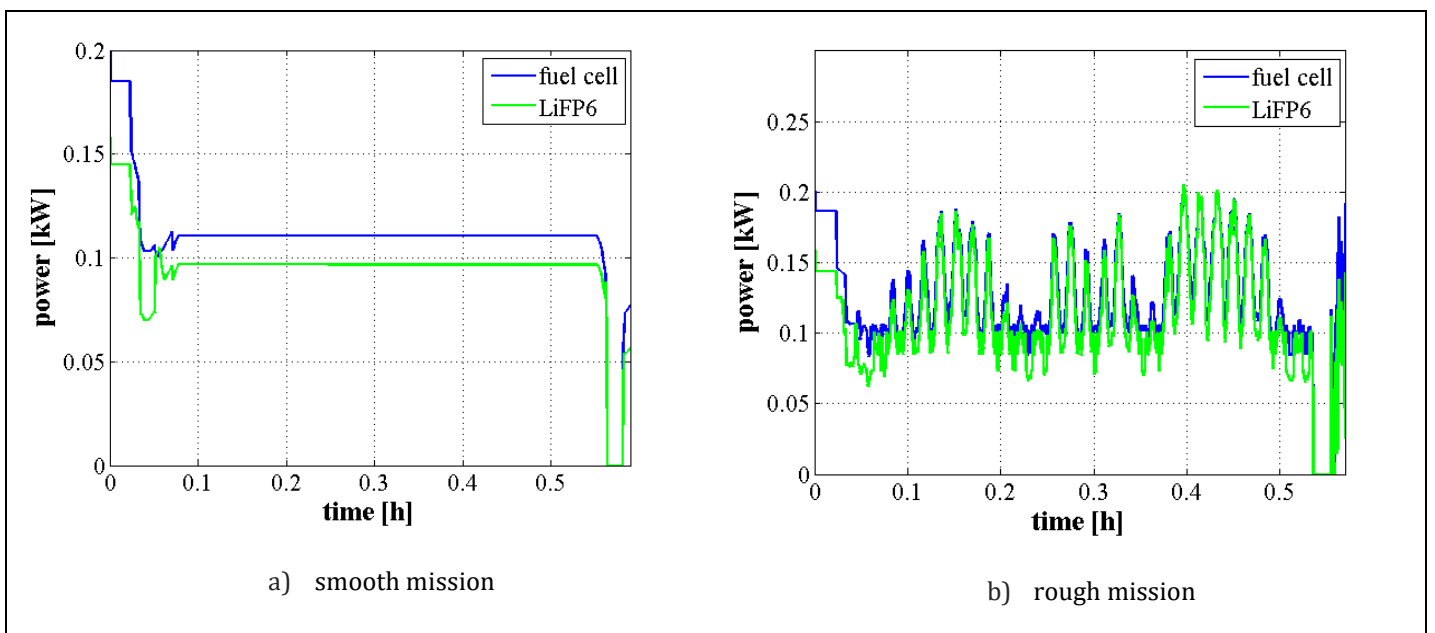 0.2
0.15
0.1
0.05
0
power [kW]
0 0.1 0.2 0.3 0.4 0.5
time [h]
fuel cell
LiFP6
a) smooth mission
0.25
0.2
0.15
0.1
0.05
0
power [kW]
0 0.1 0.2 0.3 0.4 0.5
time [h]
fuel cell
LiFP6
b) rough mission